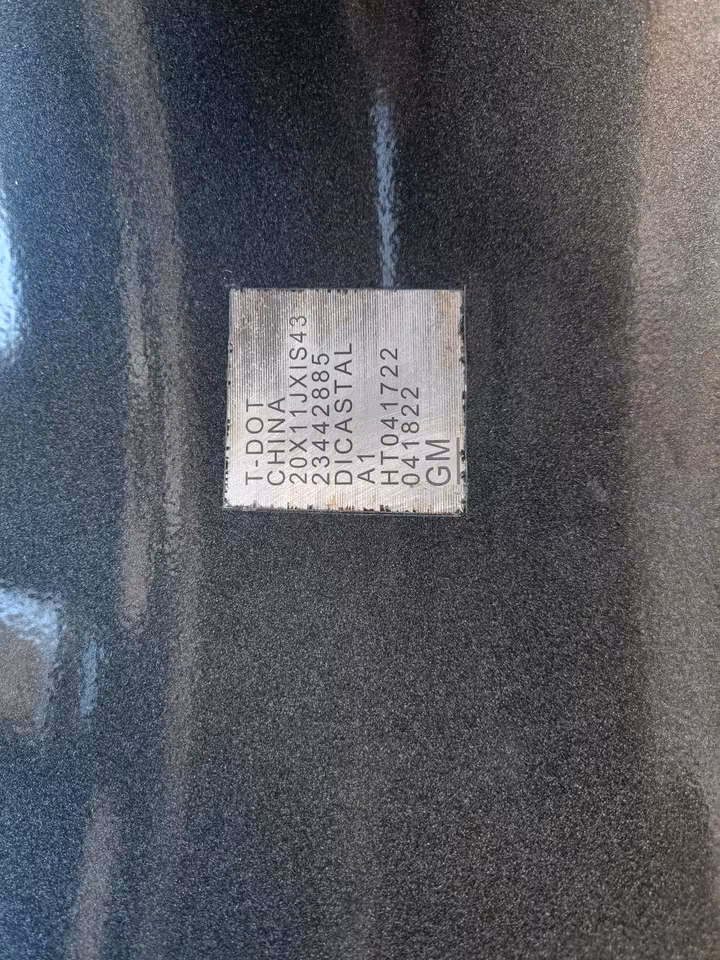 T-DOT
CHINA
20X11JXIS43
23442885
DICASTAL
A1
HT041722
041822
GM